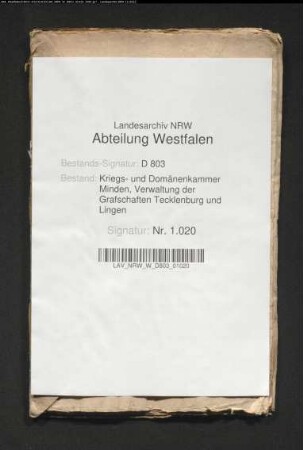 Landesarchiv NRW
Abteilung Westfalen
Bestands-Signatur: D 803
Bestand: Kriegs- und Domänenkammer
Minden, Verwaltung der
Grafschaften Tecklenburg und
Lingen
Signatur: Nr. 1.020
LAV_NRW_W_D803_01020